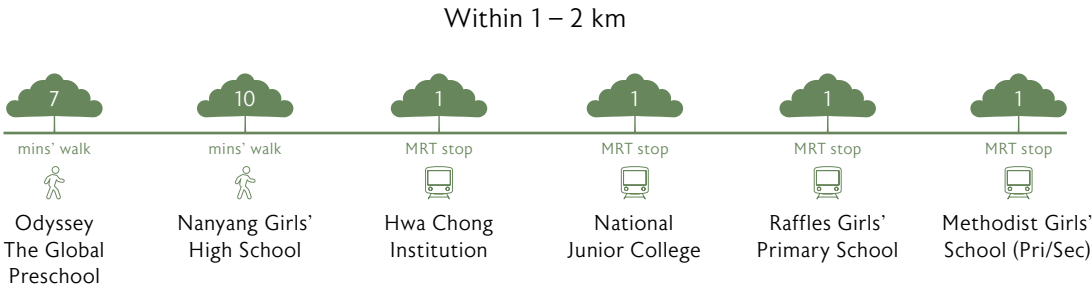 Within 1 – 2 km
7
10
1
1
1
1
mins’ walk
mins’ walk
MRT stop
MRT stop
MRT stop
MRT stop
Odyssey
The Global
Preschool
Nanyang Girls’
High School
Hwa Chong
Institution
National
Junior College
Raffles Girls’
Primary School
Methodist Girls’
School (Pri/Sec)